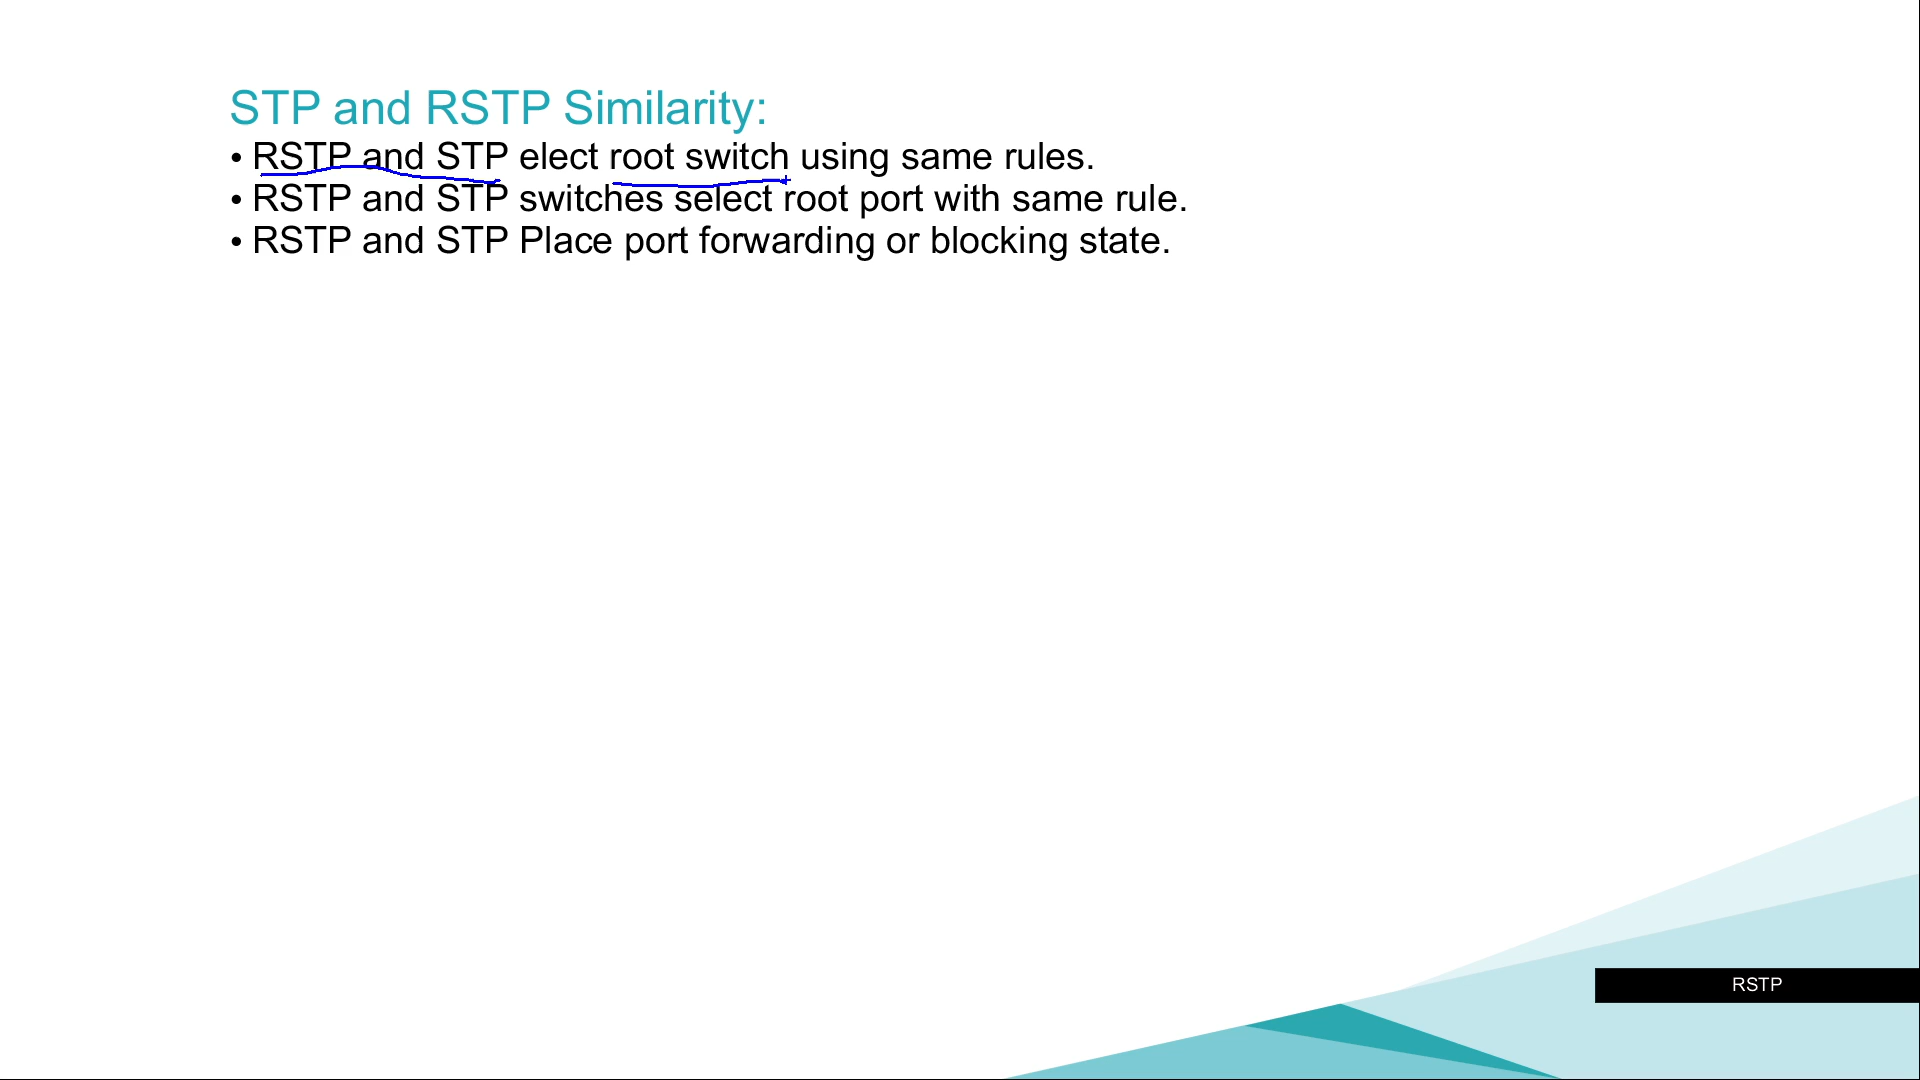 STP and RSTP Similarity:
• RSTP and STP elect root switch using same rules.
• RSTP and STP switches select root port with same rule.
• RSTP and STP Place port forwarding or blocking state.
RSTP